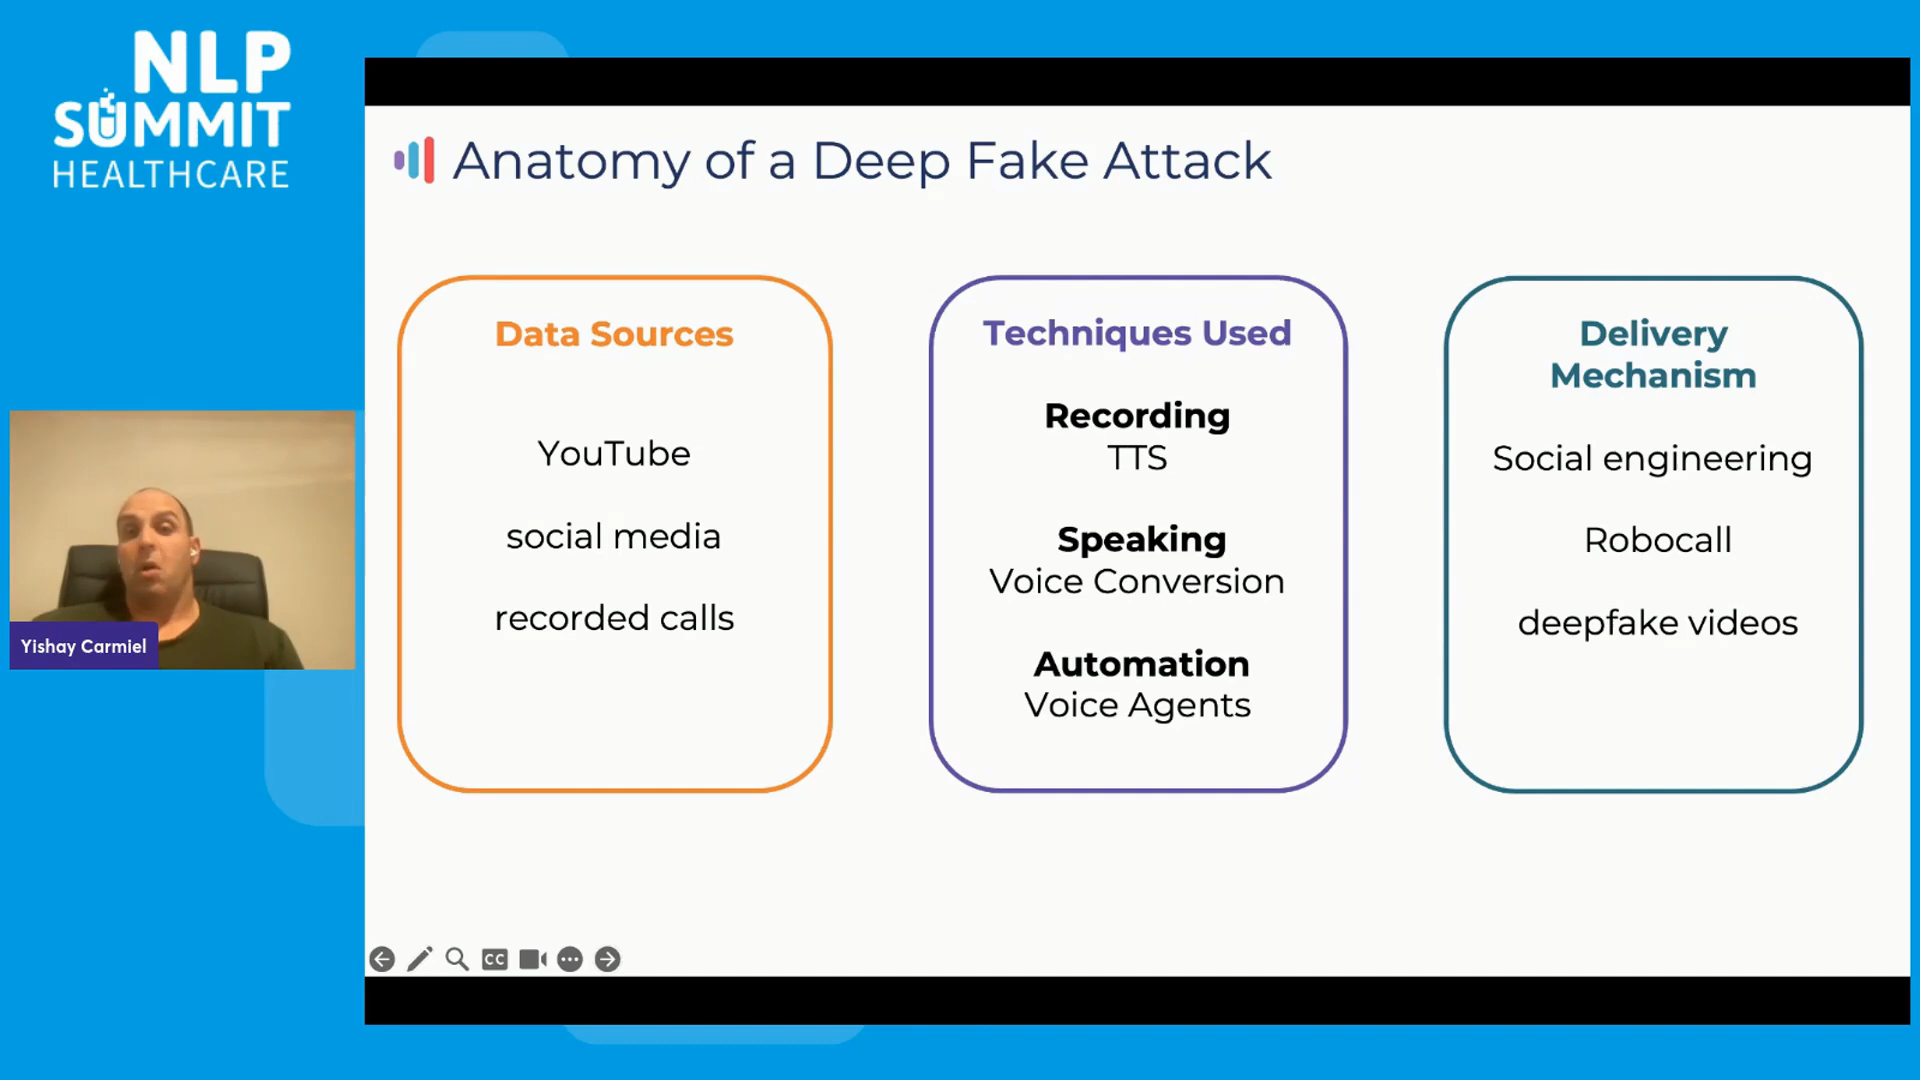 NLP
SUMMIT
HEALTHCARE
Anatomy of a Deep Fake Attack
Data Sources
YouTube
social media
recorded calls
Techniques Used
Recording
TTS
Speaking
Voice Conversion
Automation
Voice Agents
Delivery
Mechanism
Social engineering
Robocall
deepfake videos
Yishay Carmiel
CC